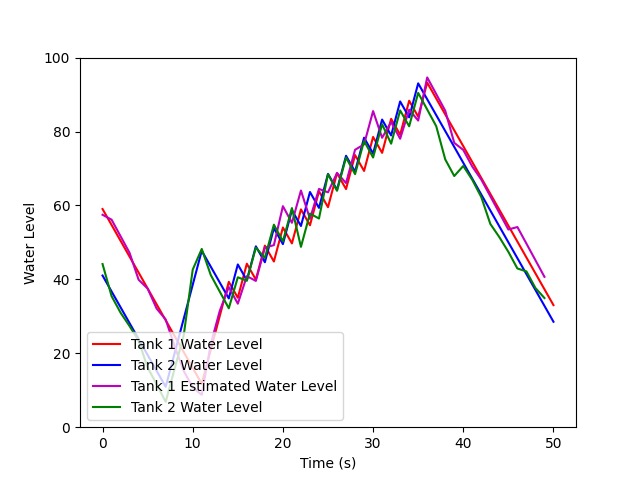 100
80
60
40
20
0
Water Level
Tank 1 Water Level
Tank 2 Water Level
Tank 1 Estimated Water Level
Tank 2 Water Level
0 10 20 30 40 50
Time (s)